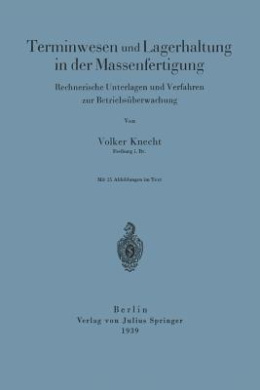 Terminwesen und Lagerhaltung
in der Massenfertigung
Rechnerische Unterlagen und Verfahren
zur Betriebsüberwachung
Von
Volker Knecht
Freiburg i. Br.
Mit 15 Abbildungen im Text
Berlin
Verlag von Julius Springer
1939